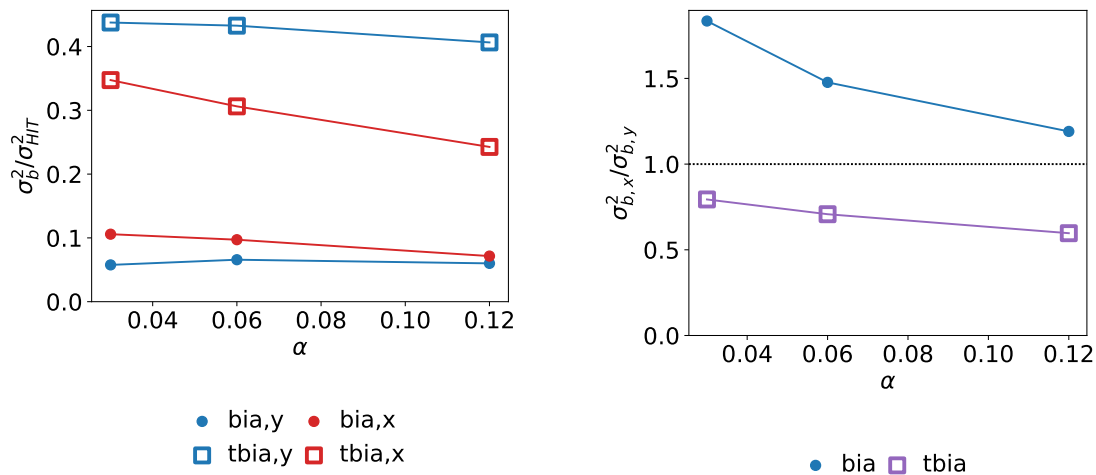 0.4
0.3
0.2
0.1
0.0
σ²_b/σ²_HIT
0.04 0.06 0.08 0.10 0.12
α
bia,y bia,x
tbia,y tbia,x
1.5
1.0
0.5
0.0
σ²_{b,x}/σ²_{b,y}
0.04 0.06 0.08 0.10 0.12
α
bia tbia